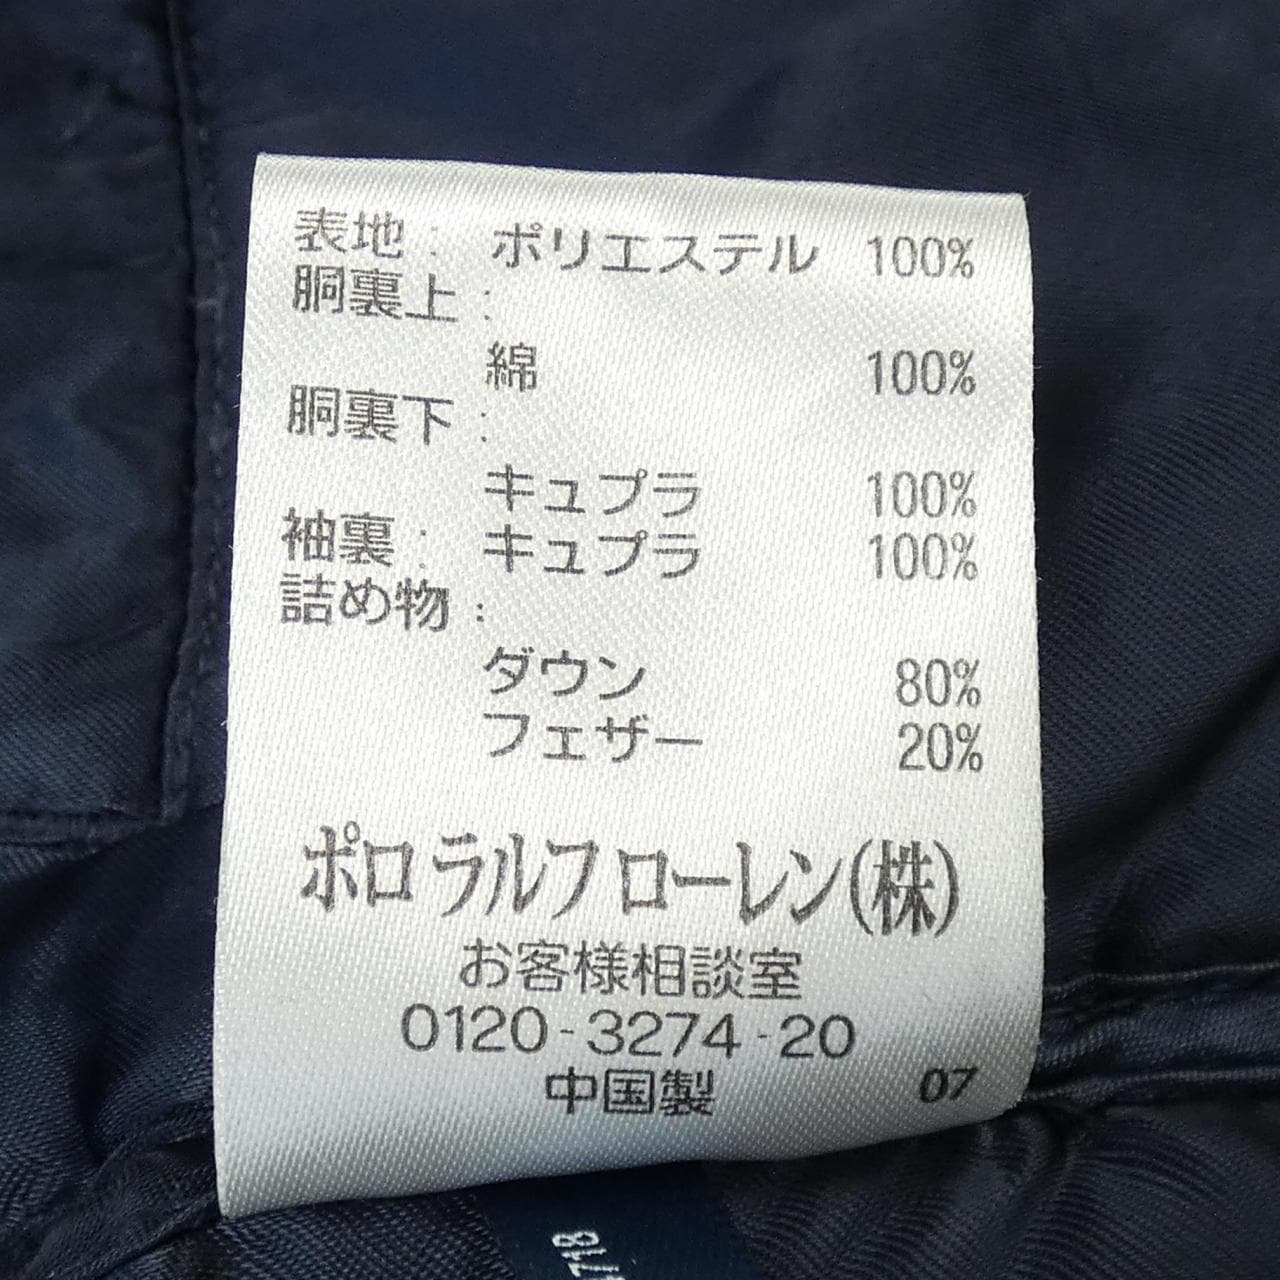 表地: ポリエステル 100%
胴裏上:
綿 100%
胴裏下:
キュプラ 100%
袖裏: キュプラ 100%
詰め物:
ダウン 80%
フェザー 20%
ポロ ラルフ ローレン(株)
お客様相談室
0120-3274-20
中国製 07
718